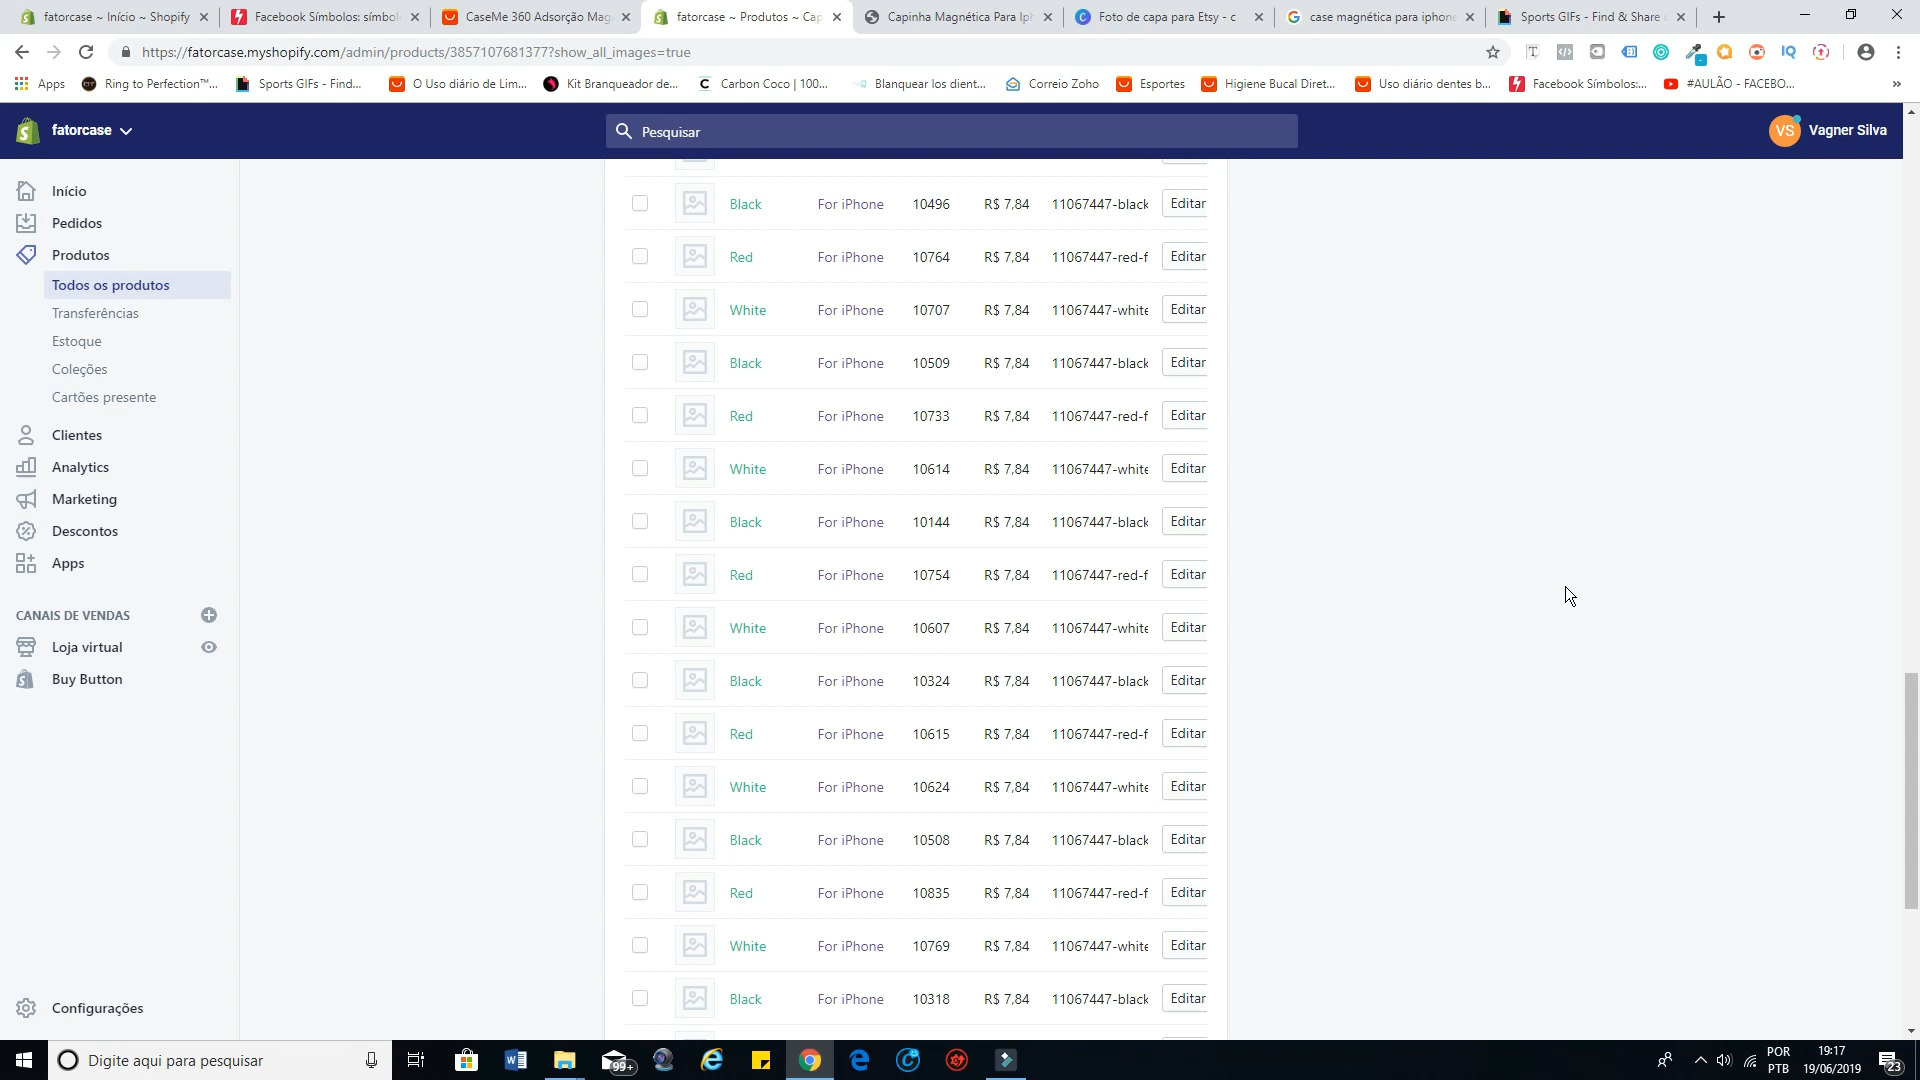 fatorcase ~ Início ~ Shopify
Facebook Símbolos: símbol
CaseMe 360 Adsorção Mag
fatorcase ~ Produtos ~ Cap
Capinha Magnética Para Iph
Foto de capa para Etsy - c
case magnética para iphone
Sports GIFs - Find & Share
https://fatorcase.myshopify.com/admin/products/3857107681377?show_all_images=true
Apps
Ring to Perfection™...
Sports GIFs - Find...
O Uso diário de Lim...
Kit Branqueador de...
Carbon Coco | 100...
Blanquear los dient...
Correio Zoho
Esportes
Higiene Bucal Diret...
Uso diário dentes b...
Facebook Símbolos:...
#AULÃO - FACEBO...
fatorcase
Pesquisar
VS Vagner Silva
Início
Pedidos
Produtos
Todos os produtos
Transferências
Estoque
Coleções
Cartões presente
Clientes
Analytics
Marketing
Descontos
Apps
CANAIS DE VENDAS
Loja virtual
Buy Button
Configurações
Black For iPhone 10496 R$ 7,84 11067447-black Editar
Red For iPhone 10764 R$ 7,84 11067447-red-f Editar
White For iPhone 10707 R$ 7,84 11067447-white Editar
Black For iPhone 10509 R$ 7,84 11067447-black Editar
Red For iPhone 10733 R$ 7,84 11067447-red-f Editar
White For iPhone 10614 R$ 7,84 11067447-white Editar
Black For iPhone 10144 R$ 7,84 11067447-black Editar
Red For iPhone 10754 R$ 7,84 11067447-red-f Editar
White For iPhone 10607 R$ 7,84 11067447-white Editar
Black For iPhone 10324 R$ 7,84 11067447-black Editar
Red For iPhone 10615 R$ 7,84 11067447-red-f Editar
White For iPhone 10624 R$ 7,84 11067447-white Editar
Black For iPhone 10508 R$ 7,84 11067447-black Editar
Red For iPhone 10835 R$ 7,84 11067447-red-f Editar
White For iPhone 10769 R$ 7,84 11067447-white Editar
Black For iPhone 10318 R$ 7,84 11067447-black Editar
Digite aqui para pesquisar
99+
POR
PTB
19:17
19/06/2019
23